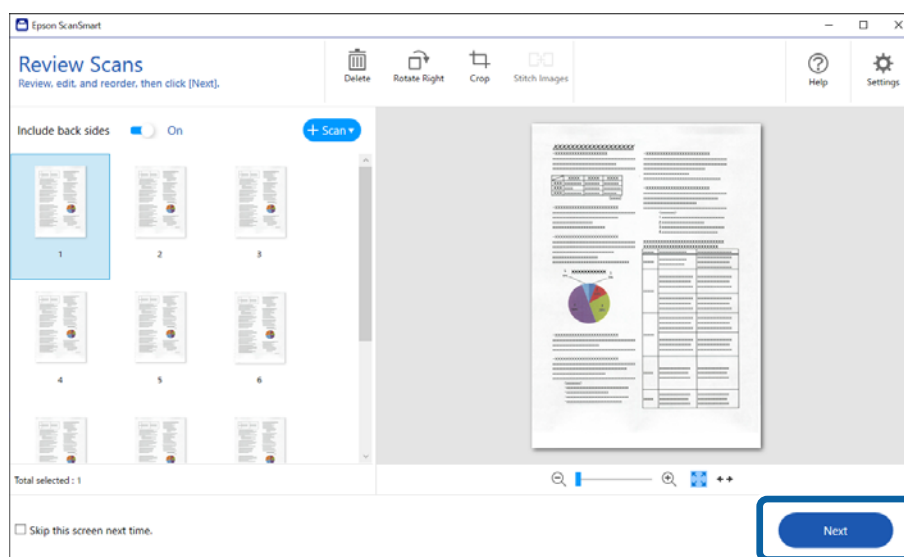 Epson ScanSmart
Review Scans
Review, edit, and reorder, then click [Next].
Delete
Rotate Right
Crop
Stitch Images
Help
Settings
Include back sides
On
+ Scan
1
2
3
4
5
6
Total selected : 1
Skip this screen next time.
Next